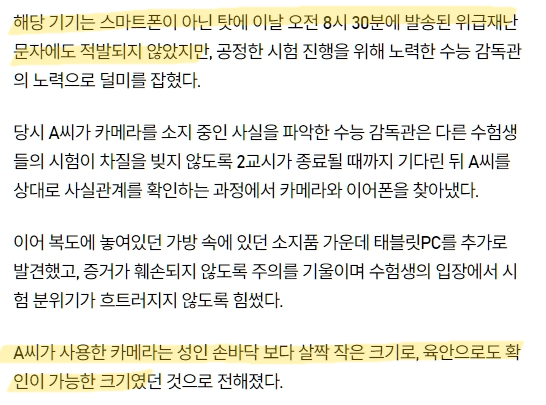 해당 기기는 스마트폰이 아닌 탓에 이날 오전 8시 30분에 발송된 위급재난
문자에도 적발되지 않았지만, 공정한 시험 진행을 위해 노력한 수능 감독관
의 노력으로 덜미를 잡혔다.
당시 A씨가 카메라를 소지 중인 사실을 파악한 수능 감독관은 다른 수험생
들의 시험이 차질을 빚지 않도록 2교시가 종료될 때까지 기다린 뒤 A씨를
상대로 사실관계를 확인하는 과정에서 카메라와 이어폰을 찾아냈다.
이어 복도에 놓여있던 가방 속에 있던 소지품 가운데 태블릿PC를 추가로
발견했고, 증거가 훼손되지 않도록 주의를 기울이며 수험생의 입장에서 시
험 분위기가 흐트러지지 않도록 힘썼다.
A씨가 사용한 카메라는 성인 손바닥 보다 살짝 작은 크기로, 육안으로도 확
인이 가능한 크기였던 것으로 전해졌다.